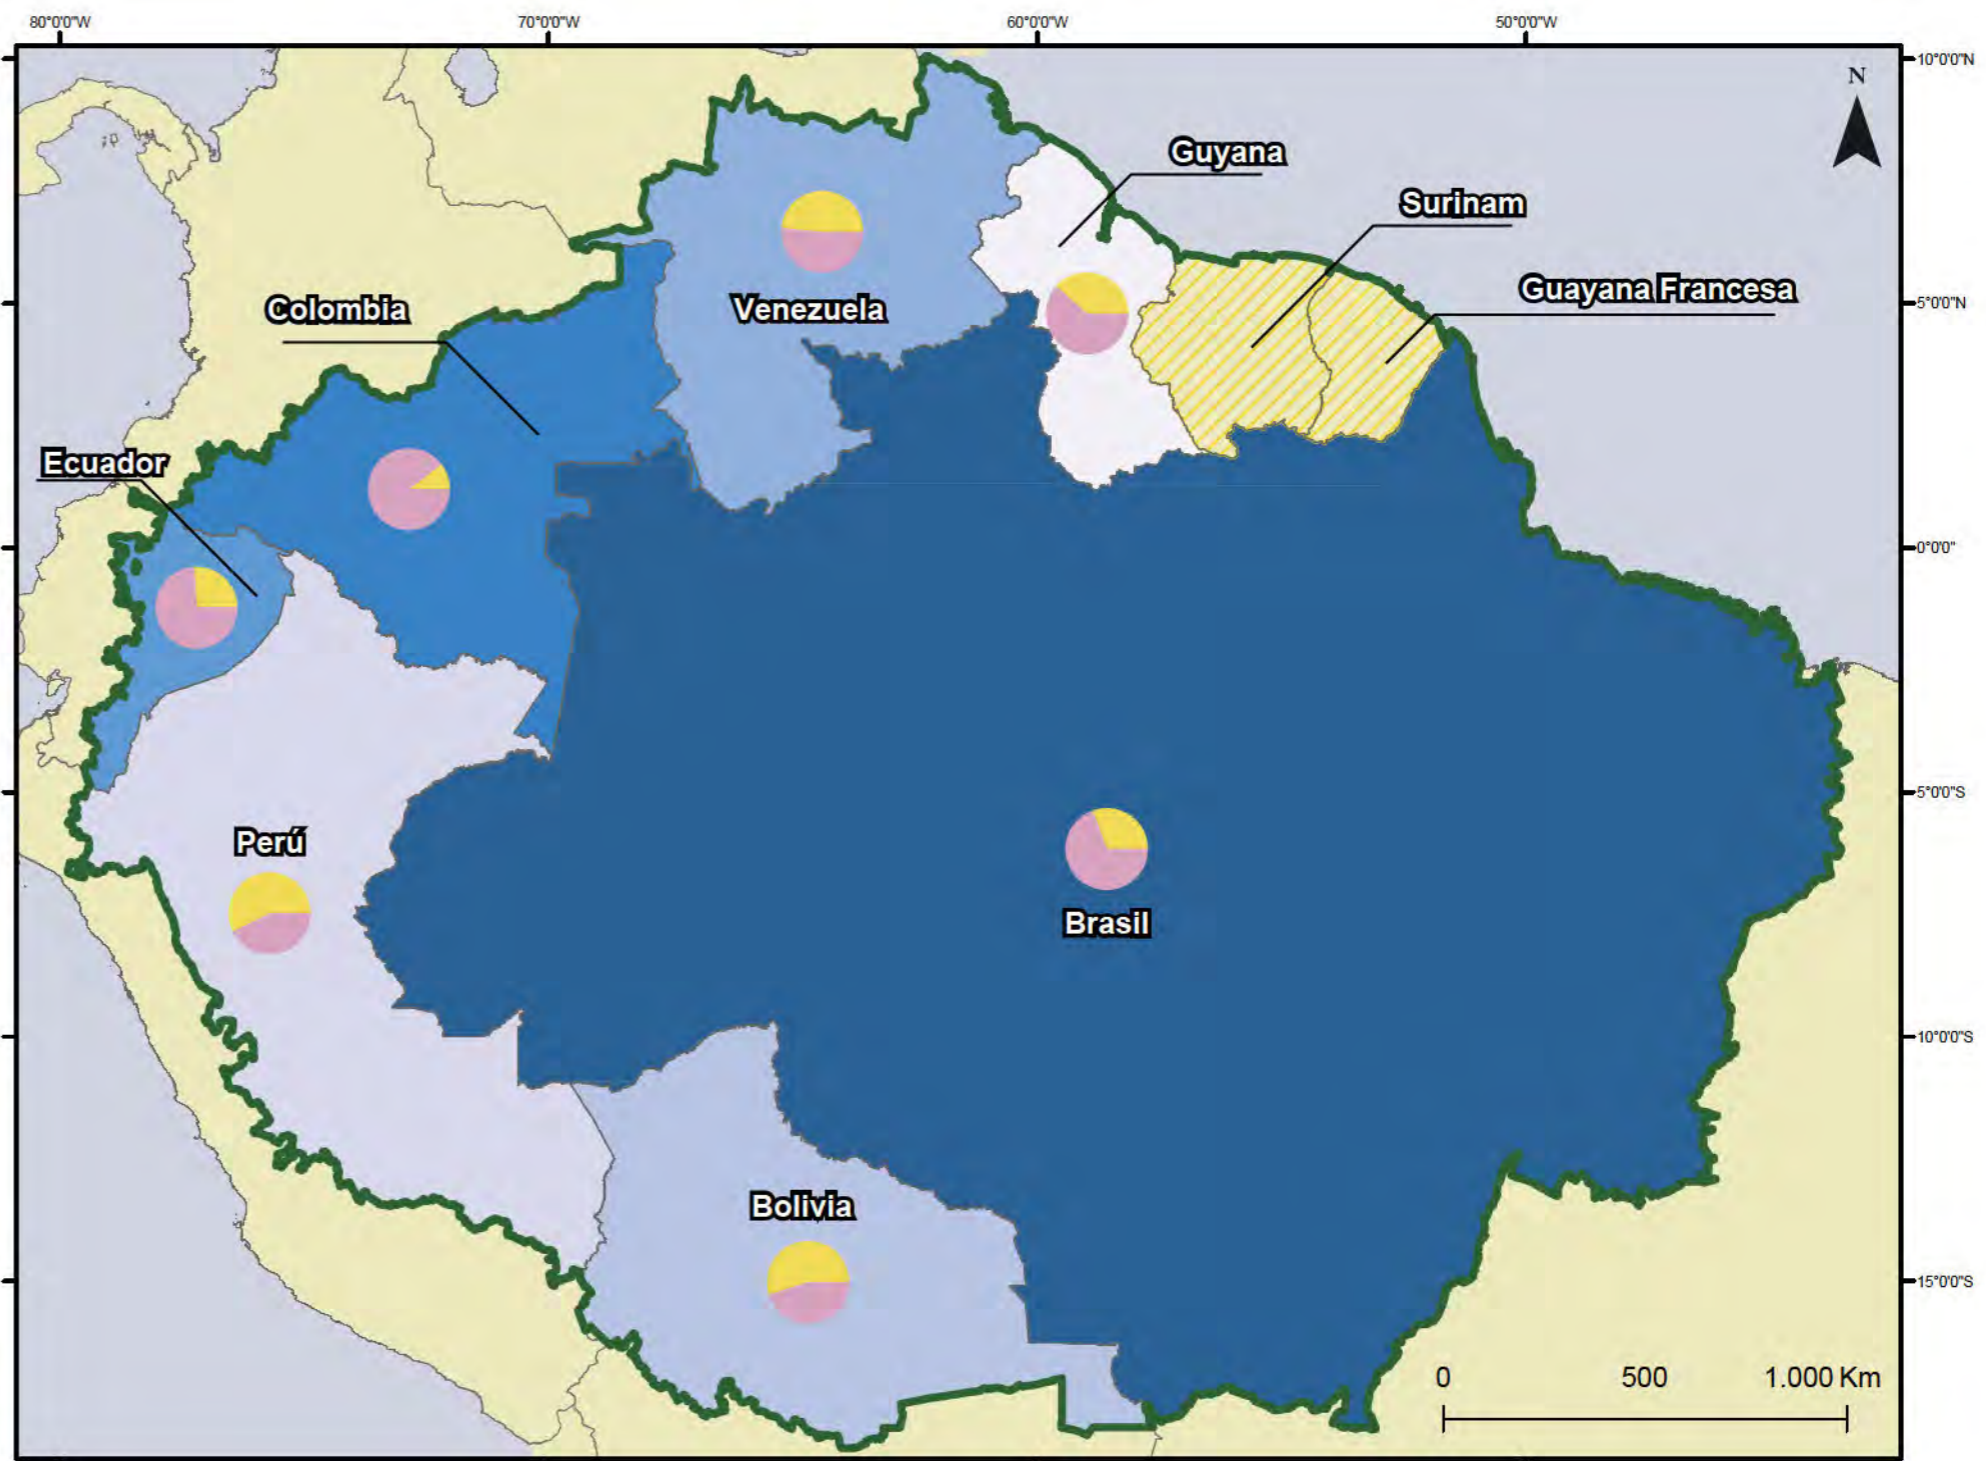 80°0'0"W
70°0'0"W
60°0'0"W
50°0'0"W
10°0'0"N
N
Guyana
Surinam
Guayana Francesa
5°0'0"N
Colombia
Venezuela
Ecuador
0°0'0"
5°0'0"S
Perú
Brasil
10°0'0"S
Bolivia
15°0'0"S
0 500 1.000 Km